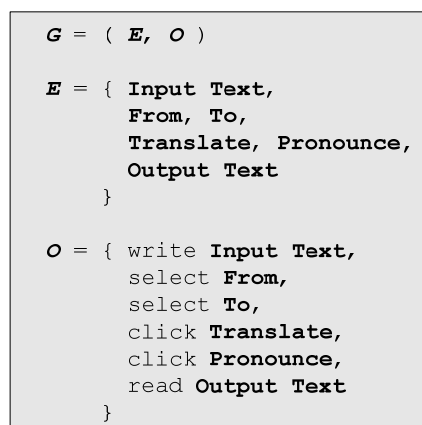 G = ( E, O )
E = { Input Text,
From, To,
Translate, Pronounce,
Output Text
}
O = { write Input Text,
select From,
select To,
click Translate,
click Pronounce,
read Output Text
}